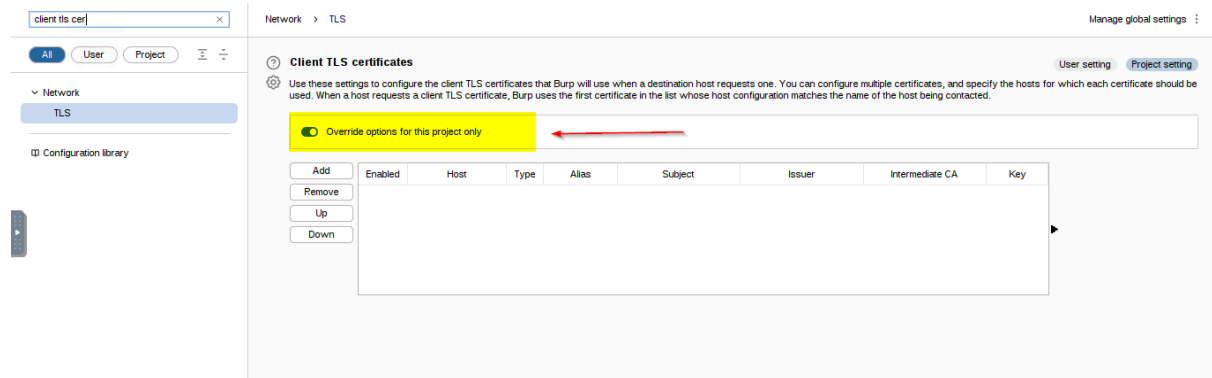 client tls cer
Network > TLS
Manage global settings
All User Project
Client TLS certificates
User setting Project setting
Use these settings to configure the client TLS certificates that Burp will use when a destination host requests one. You can configure multiple certificates, and specify the hosts for which each certificate should be
used. When a host requests a client TLS certificate, Burp uses the first certificate in the list whose host configuration matches the name of the host being contacted.
Network
TLS
Override options for this project only
Configuration library
Add
Remove
Up
Down
Enabled Host Type Alias Subject Issuer Intermediate CA Key